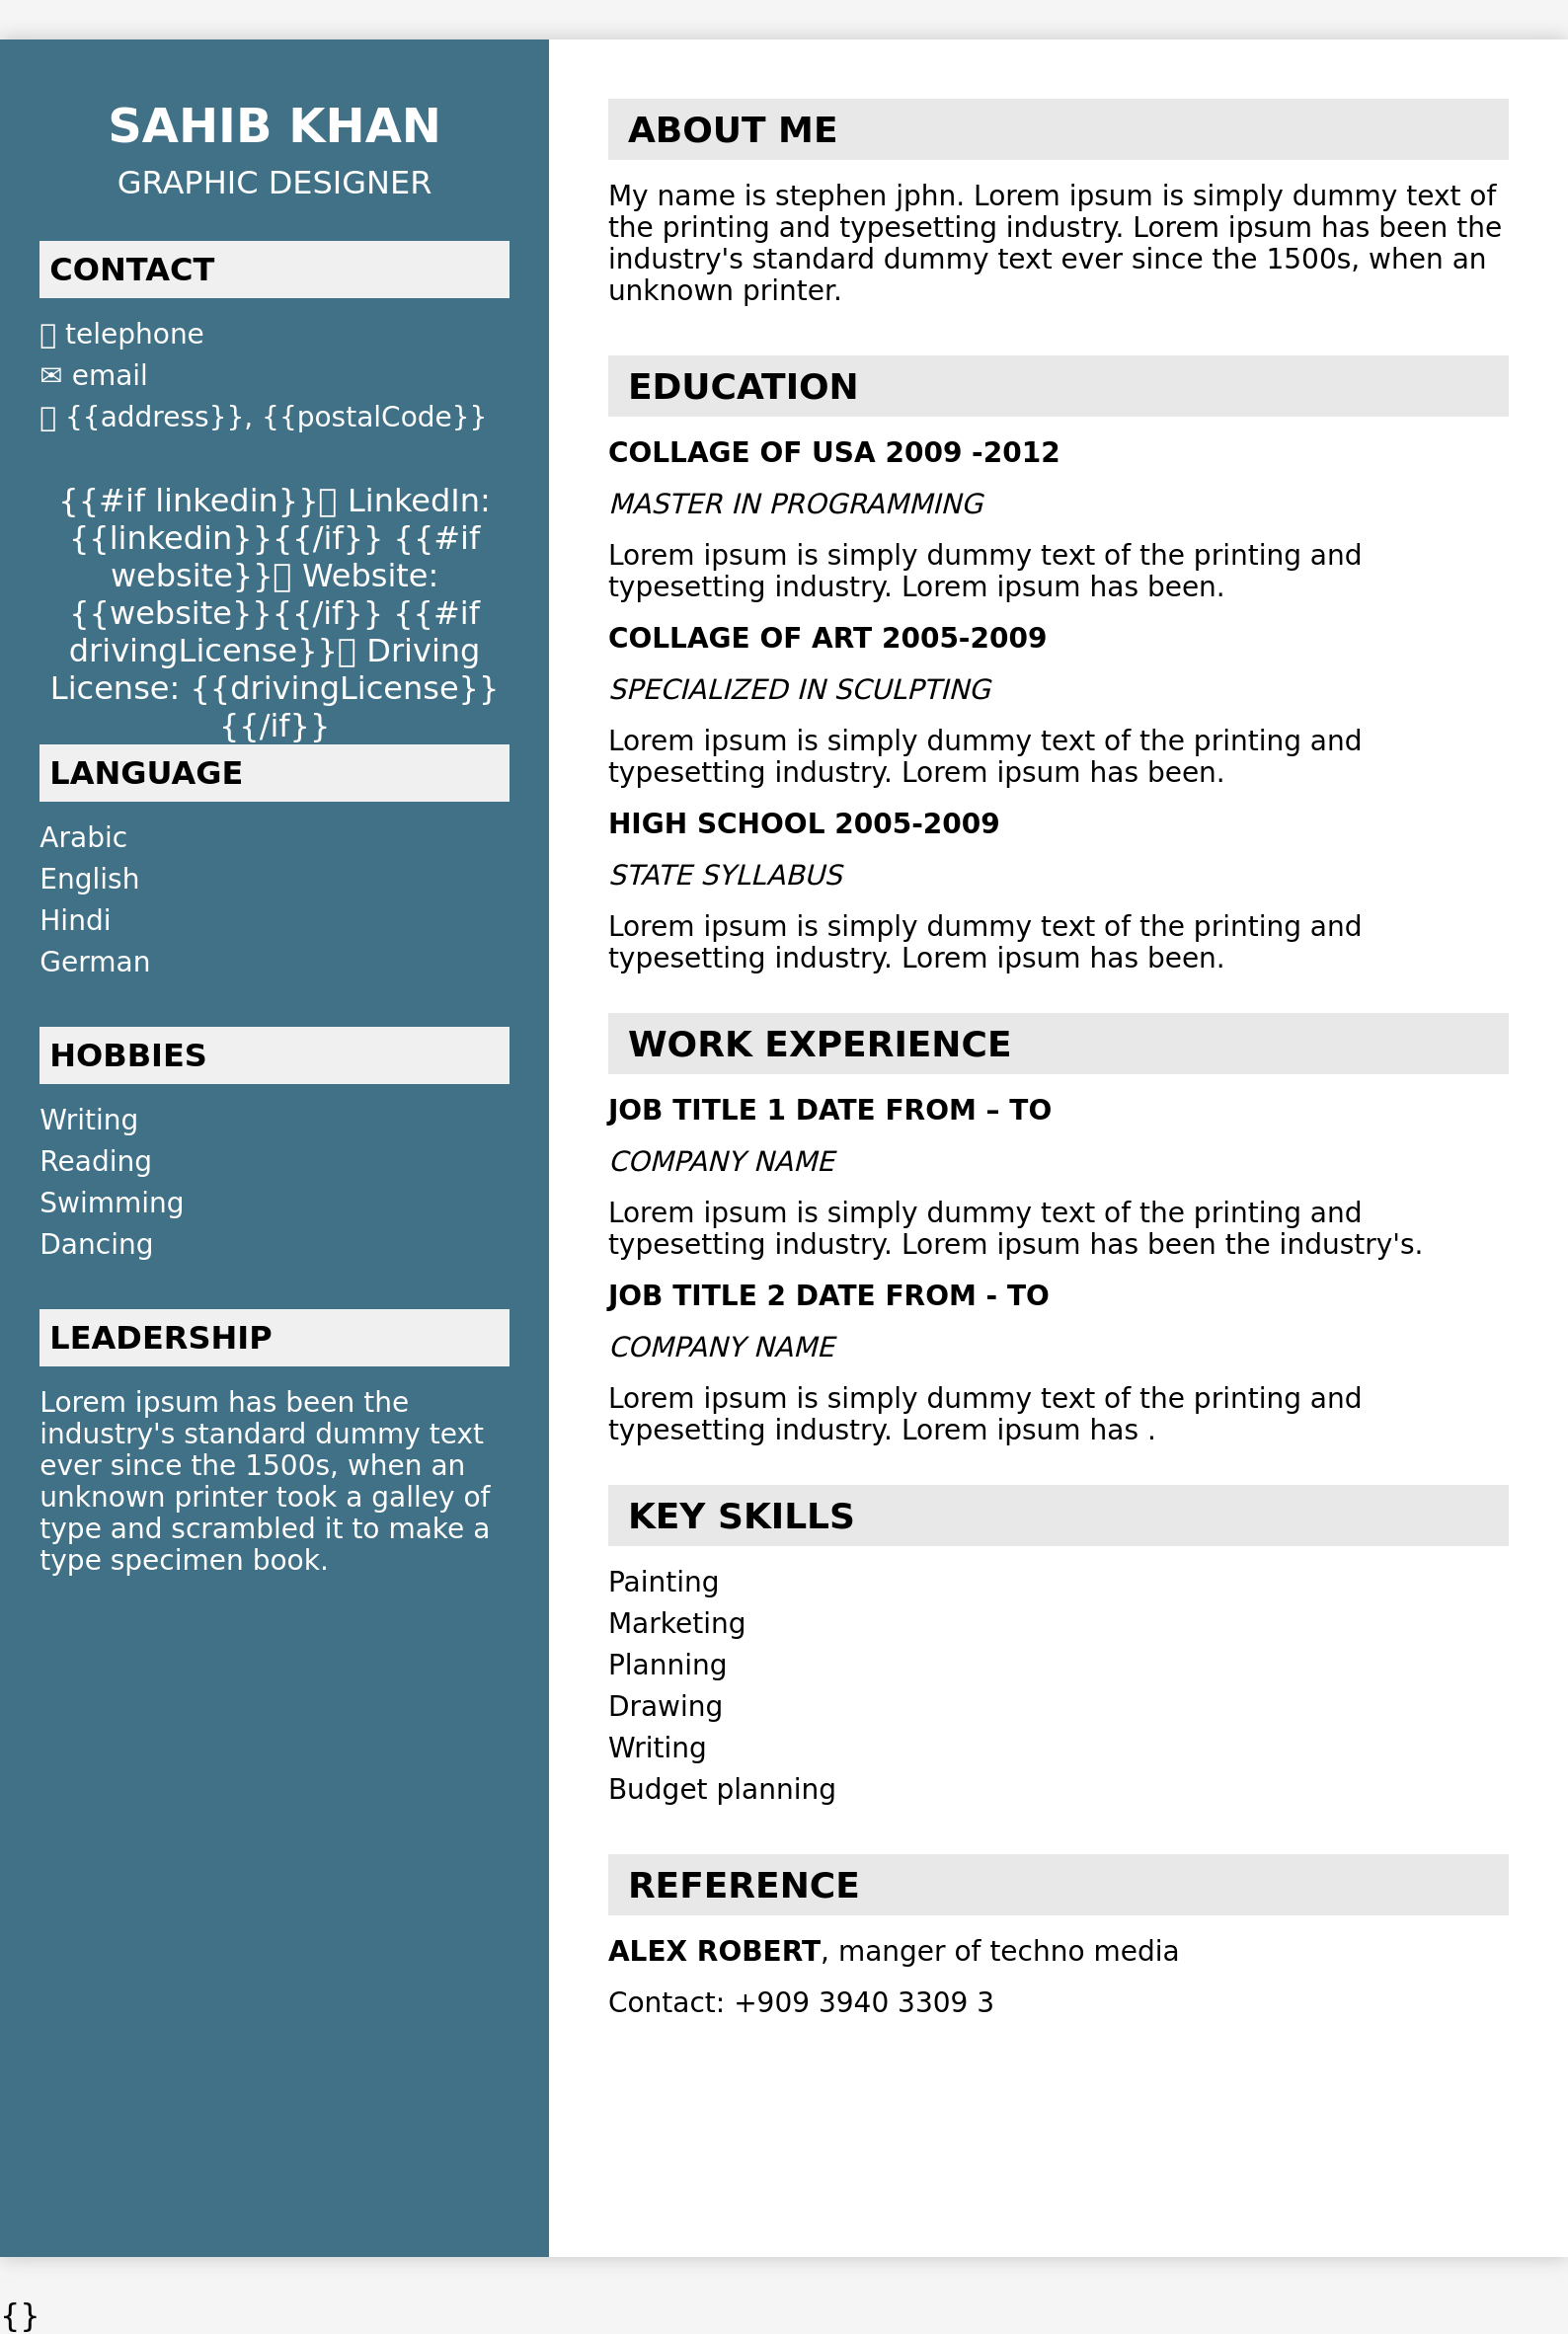 SAHIB KHAN
GRAPHIC DESIGNER
CONTACT
telephone
✉ email
{{address}}, {{postalCode}}
{{#if linkedin}} LinkedIn:
{{linkedin}}{{/if}} {{#if
website}} Website:
{{website}}{{/if}} {{#if
drivingLicense}} Driving
License: {{drivingLicense}}
{{/if}}
LANGUAGE
Arabic
English
Hindi
German
HOBBIES
Writing
Reading
Swimming
Dancing
LEADERSHIP
Lorem ipsum has been the
industry's standard dummy text
ever since the 1500s, when an
unknown printer took a galley of
type and scrambled it to make a
type specimen book.
ABOUT ME
My name is stephen jphn. Lorem ipsum is simply dummy text of
the printing and typesetting industry. Lorem ipsum has been the
industry's standard dummy text ever since the 1500s, when an
unknown printer.
EDUCATION
COLLAGE OF USA 2009 -2012
MASTER IN PROGRAMMING
Lorem ipsum is simply dummy text of the printing and
typesetting industry. Lorem ipsum has been.
COLLAGE OF ART 2005-2009
SPECIALIZED IN SCULPTING
Lorem ipsum is simply dummy text of the printing and
typesetting industry. Lorem ipsum has been.
HIGH SCHOOL 2005-2009
STATE SYLLABUS
Lorem ipsum is simply dummy text of the printing and
typesetting industry. Lorem ipsum has been.
WORK EXPERIENCE
JOB TITLE 1 DATE FROM – TO
COMPANY NAME
Lorem ipsum is simply dummy text of the printing and
typesetting industry. Lorem ipsum has been the industry's.
JOB TITLE 2 DATE FROM - TO
COMPANY NAME
Lorem ipsum is simply dummy text of the printing and
typesetting industry. Lorem ipsum has .
KEY SKILLS
Painting
Marketing
Planning
Drawing
Writing
Budget planning
REFERENCE
ALEX ROBERT, manger of techno media
Contact: +909 3940 3309 3
{}